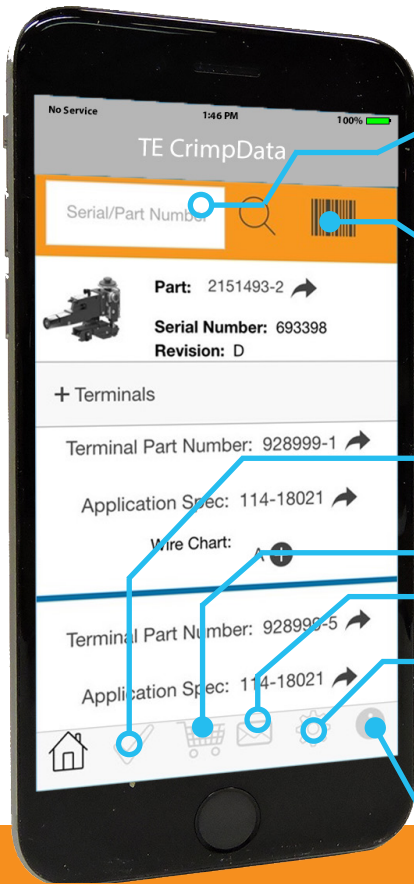 No Service 1:46 PM 100%
TE CrimpData
Serial/Part Number
Part: 2151493-2
Serial Number: 693398
Revision: D
+ Terminals
Terminal Part Number: 928999-1
Application Spec: 114-18021
Wire Chart: A
Terminal Part Number: 928999-5
Application Spec: 114-18021